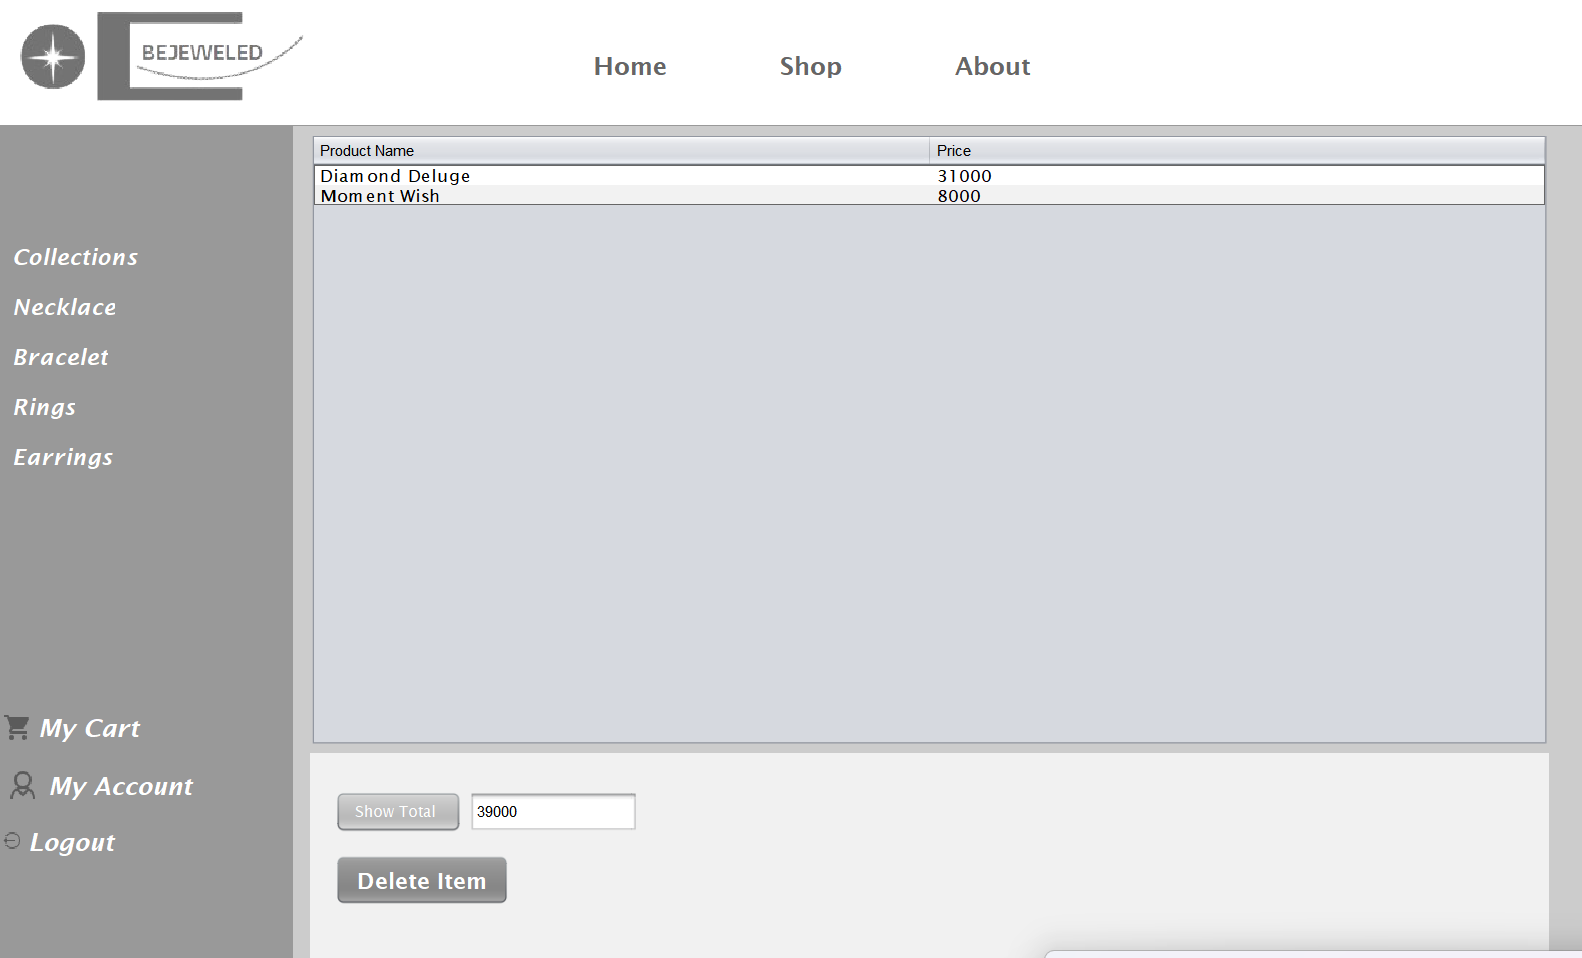 BEJEWELED
Home Shop About
Product Name Price
Diamond Deluge 31000
Moment Wish 8000
Collections
Necklace
Bracelet
Rings
Earrings
My Cart
My Account
Logout
Show Total 39000
Delete Item